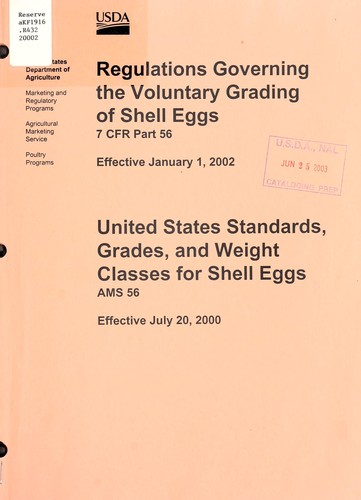 Reserve
aKF1916
.R432
20002
USDA
States
Department of
Agriculture
Marketing and
Regulatory
Programs
Agricultural
Marketing
Service
Poultry
Programs
Regulations Governing
the Voluntary Grading
of Shell Eggs
7 CFR Part 56
Effective January 1, 2002
U.S.D.A., NAL
JUN 25 2003
CATALOGING PREP
United States Standards,
Grades, and Weight
Classes for Shell Eggs
AMS 56
Effective July 20, 2000